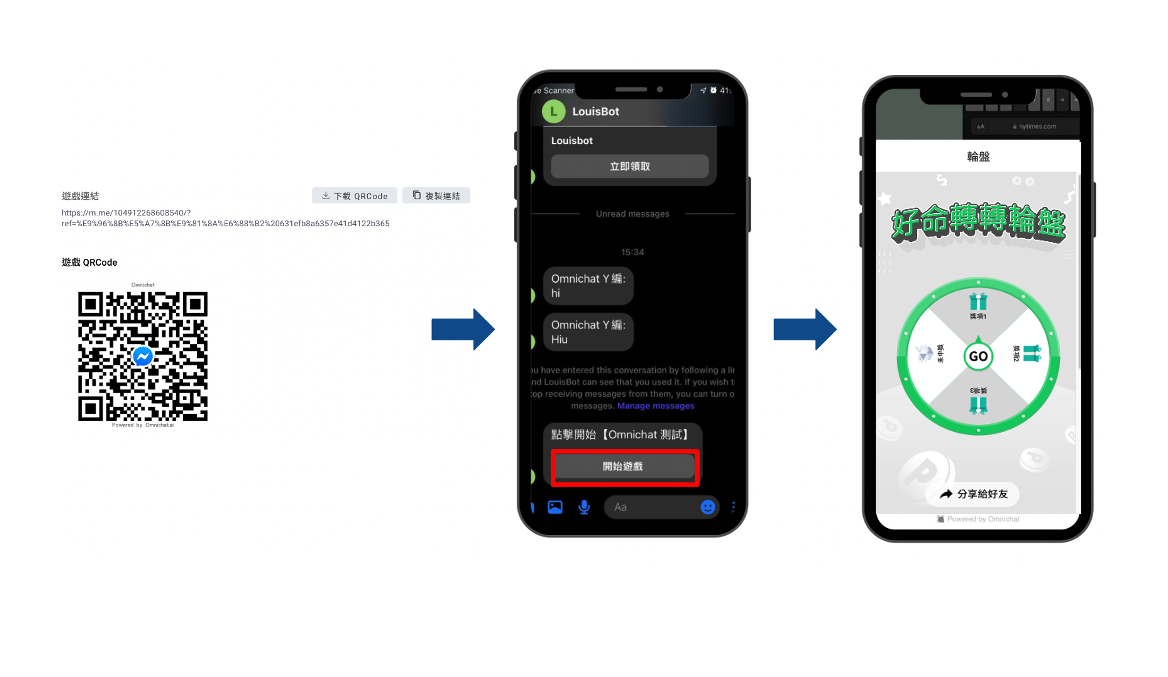 遊戲連結
下載 QRCode
複製連結
https://m.me/104912268608540/?
ref=%E9%96%8B%E5%A7%8B%E9%81%8A%E6%88%B2%20631efb8a6357e41d4122b365
遊戲 QRCode
Omnichat
Powered by Omnichat.ai
e Scanner
41
L
LouisBot
Louisbot
立即領取
Unread messages
15:34
Omnichat Y 編:
hi
Omnichat Y 編:
Hiu
ou have entered this conversation by following a lin
nd LouisBot can see that you used it. If you wish t
top receiving messages from them, you can turn o
messages. Manage messages
點擊開始【Omnichat 測試】
開始遊戲
Aa
AA
nytimes.com
輪盤
好命轉轉輪盤
獎項1
未中獎
GO
獎項2
獎項3
分享給好友
Powered by Omnichat